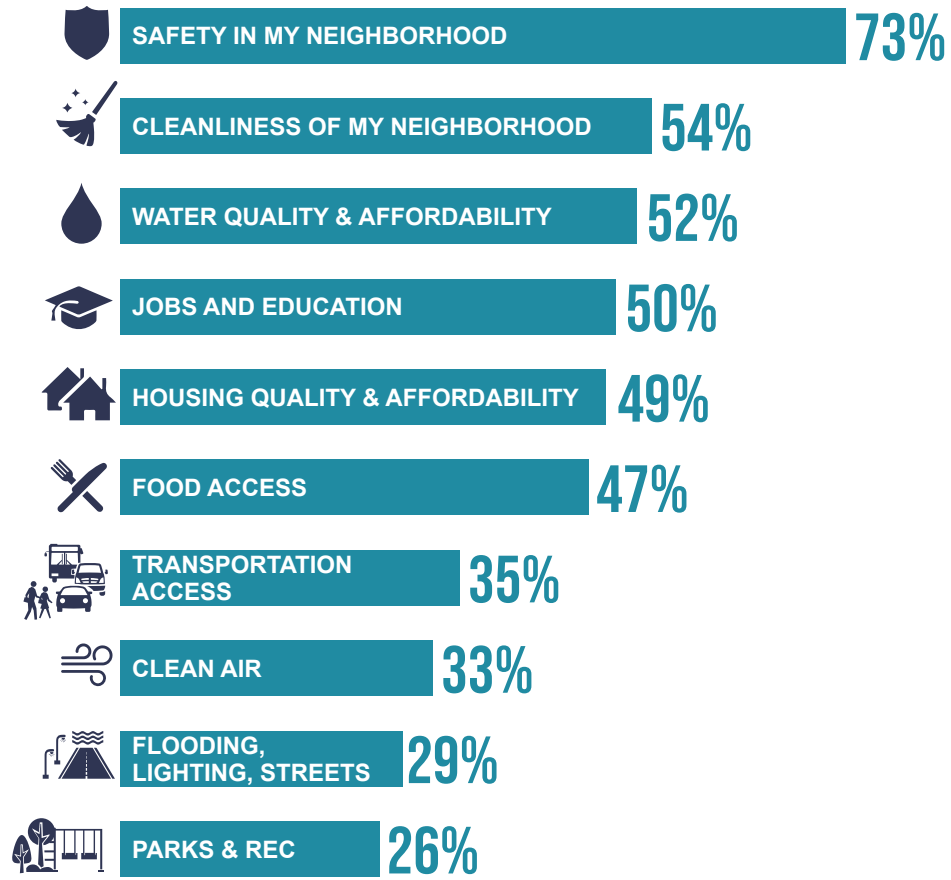 SAFETY IN MY NEIGHBORHOOD 73%
CLEANLINESS OF MY NEIGHBORHOOD 54%
WATER QUALITY & AFFORDABILITY 52%
JOBS AND EDUCATION 50%
HOUSING QUALITY & AFFORDABILITY 49%
FOOD ACCESS 47%
TRANSPORTATION
ACCESS 35%
CLEAN AIR 33%
FLOODING,
LIGHTING, STREETS 29%
PARKS & REC 26%